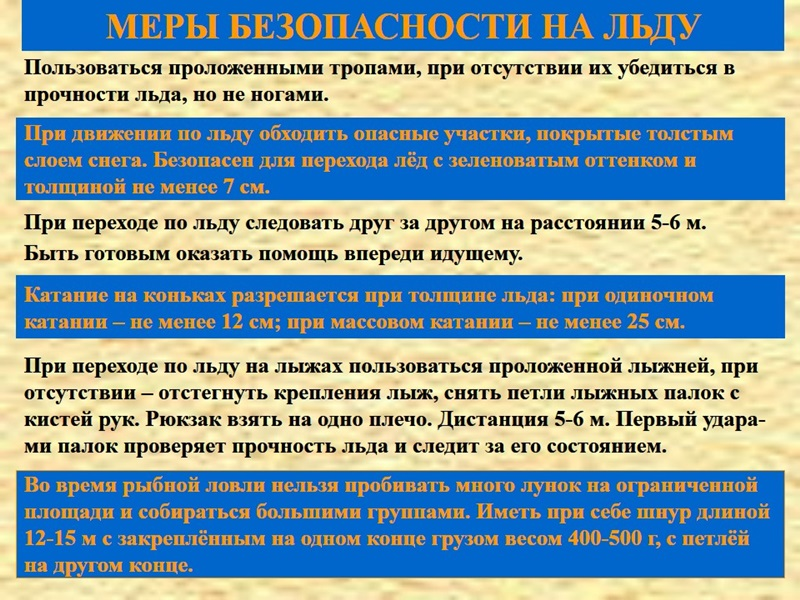 МЕРЫ БЕЗОПАСНОСТИ НА ЛЬДУ
Пользоваться проложенными тропами, при отсутствии их убедиться в
прочности льда, но не ногами.
При движении по льду обходить опасные участки, покрытые толстым
слоем снега. Безопасен для перехода лёд с зеленоватым оттенком и
толщиной не менее 7 см.
При переходе по льду следовать друг за другом на расстоянии 5-6 м.
Быть готовым оказать помощь впереди идущему.
Катание на коньках разрешается при толщине льда: при одиночном
катании – не менее 12 см; при массовом катании – не менее 25 см.
При переходе по льду на лыжах пользоваться проложенной лыжней, при
отсутствии – отстегнуть крепления лыж, снять петли лыжных палок с
кистей рук. Рюкзак взять на одно плечо. Дистанция 5-6 м. Первый удара-
ми палок проверяет прочность льда и следит за его состоянием.
Во время рыбной ловли нельзя пробивать много лунок на ограниченной
площади и собираться большими группами. Иметь при себе шнур длиной
12-15 м с закреплённым на одном конце грузом весом 400-500 г, с петлёй
на другом конце.